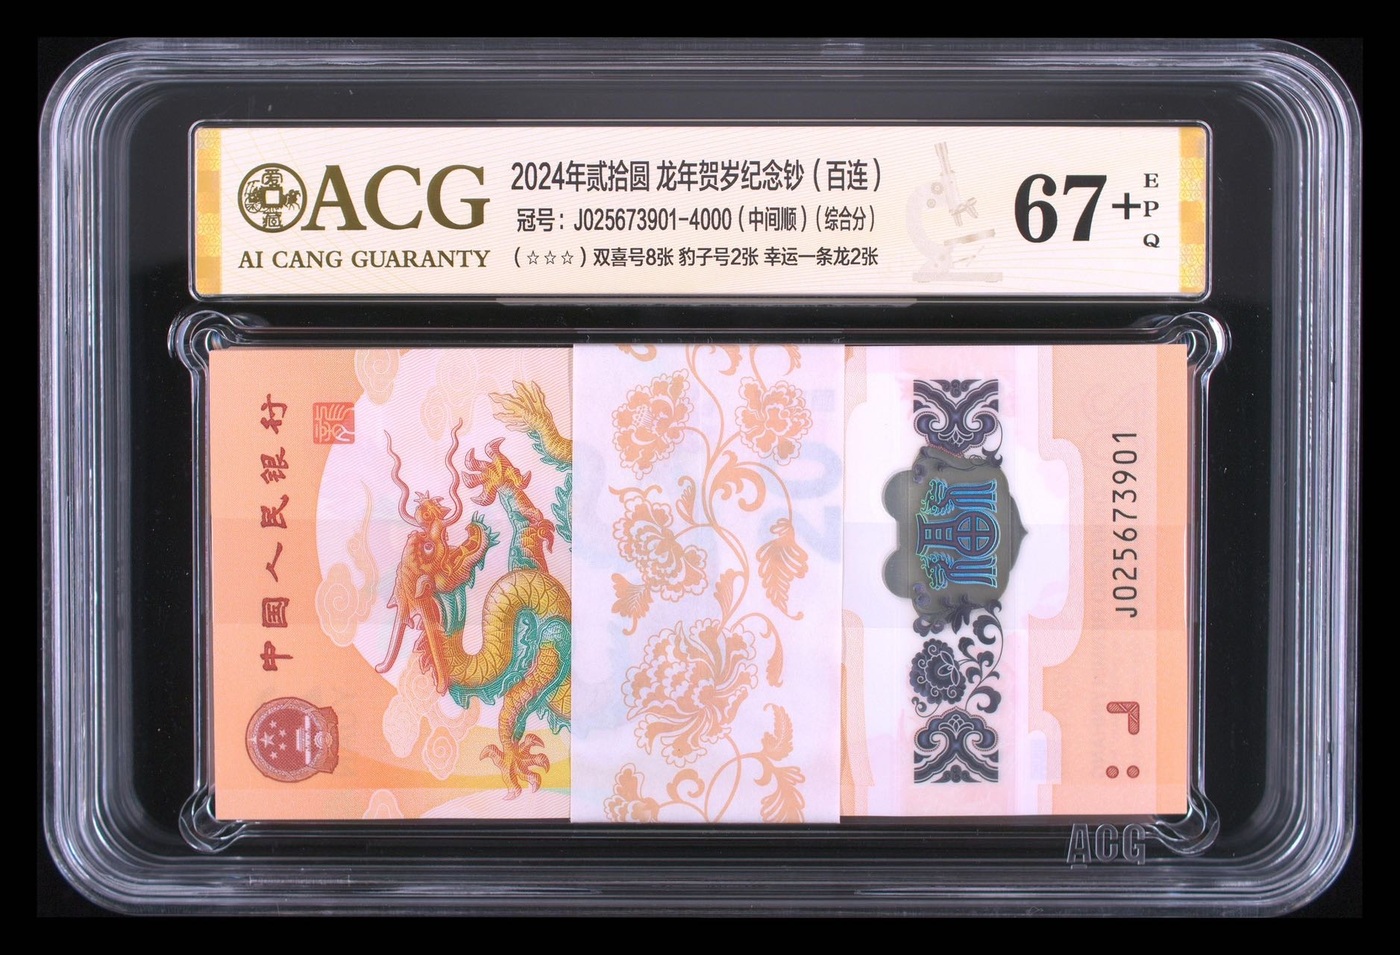 ACG
AI CANG GUARANTY
2024年贰拾圆 龙年贺岁纪念钞（百连）
冠号：J025673901-4000（中间顺）（综合分）
（☆☆☆）双喜号8张 豹子号2张 幸运一条龙2张
67+
E
P
Q
中国人民银行
J025673901
ACG